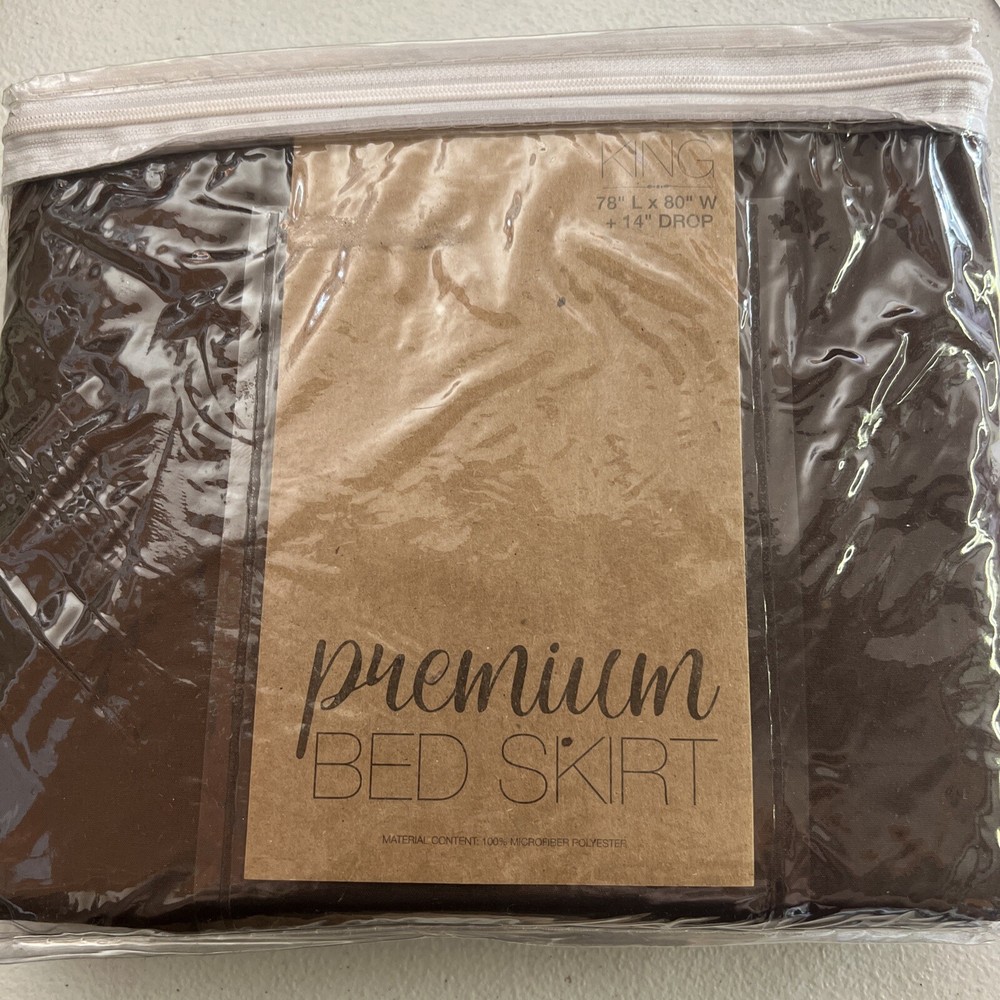 KING
78" L x 80" W
+ 14" DROP
premium
BED SKIRT
MATERIAL CONTENT: 100% MICROFIBER POLYESTER